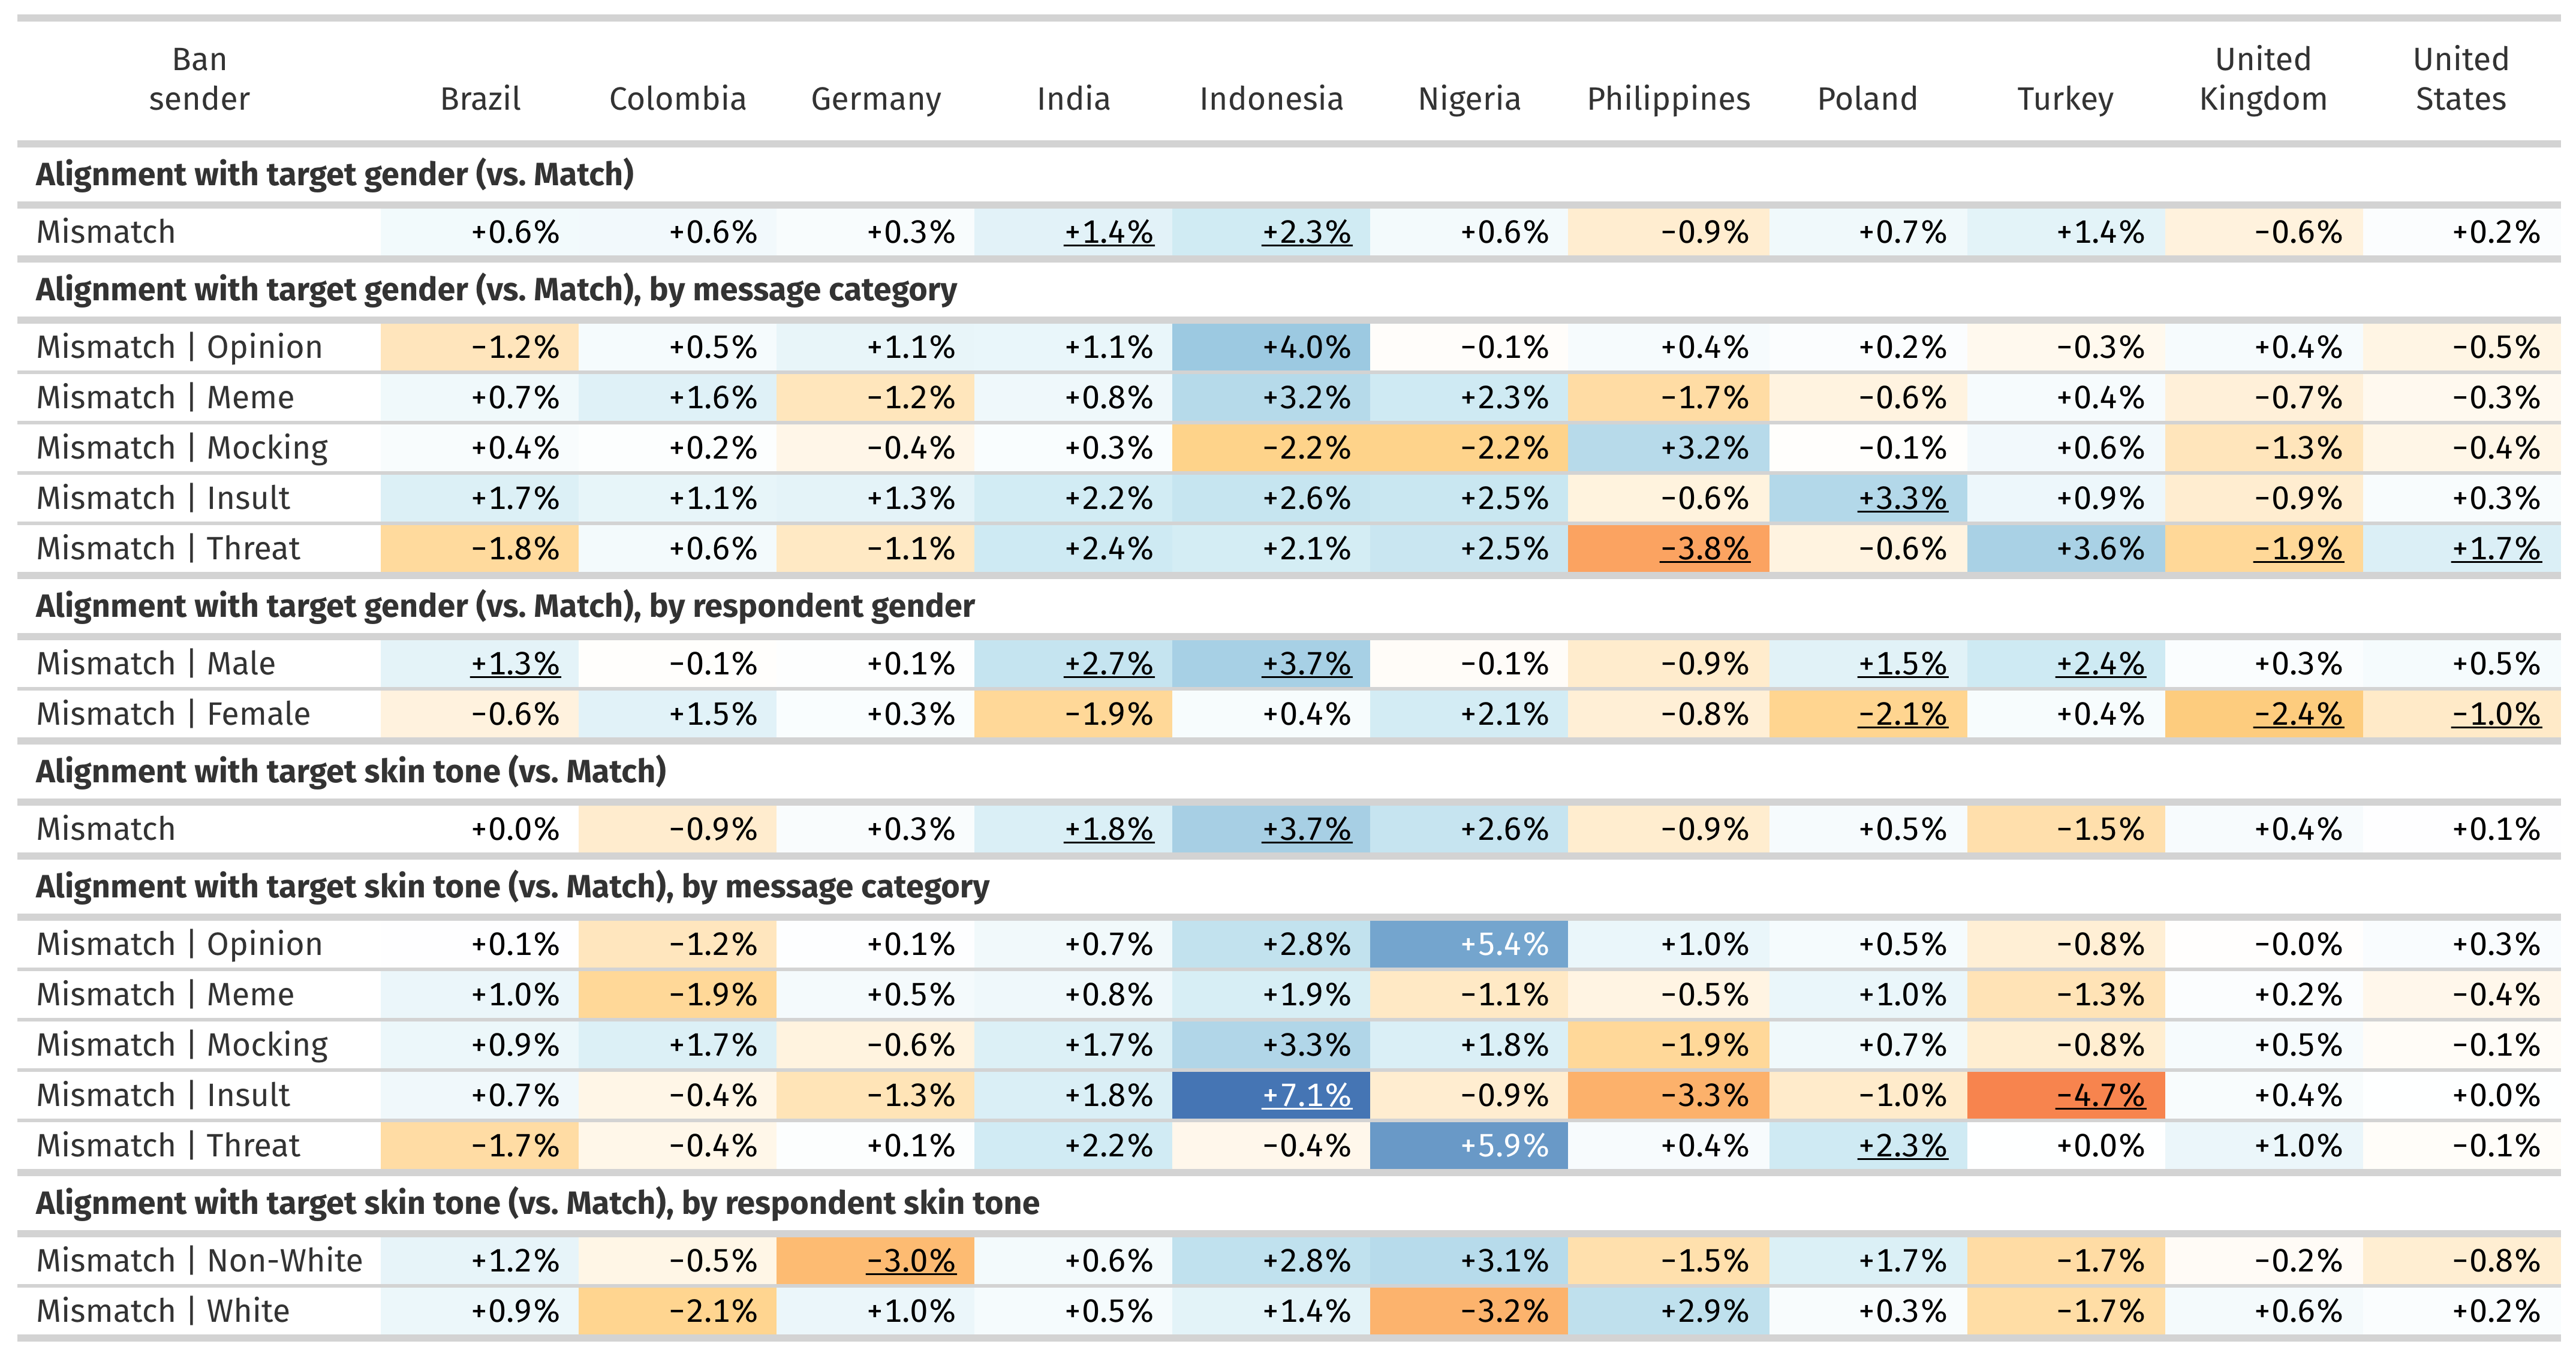 Ban sender Brazil Colombia Germany India Indonesia Nigeria Philippines Poland Turkey United Kingdom United States
Alignment with target gender (vs. Match)
Mismatch +0.6% +0.6% +0.3% +1.4% +2.3% +0.6% −0.9% +0.7% +1.4% −0.6% +0.2%
Alignment with target gender (vs. Match), by message category
Mismatch | Opinion −1.2% +0.5% +1.1% +1.1% +4.0% −0.1% +0.4% +0.2% −0.3% +0.4% −0.5%
Mismatch | Meme +0.7% +1.6% −1.2% +0.8% +3.2% +2.3% −1.7% −0.6% +0.4% −0.7% −0.3%
Mismatch | Mocking +0.4% +0.2% −0.4% +0.3% −2.2% −2.2% +3.2% −0.1% +0.6% −1.3% −0.4%
Mismatch | Insult +1.7% +1.1% +1.3% +2.2% +2.6% +2.5% −0.6% +3.3% +0.9% −0.9% +0.3%
Mismatch | Threat −1.8% +0.6% −1.1% +2.4% +2.1% +2.5% −3.8% −0.6% +3.6% −1.9% +1.7%
Alignment with target gender (vs. Match), by respondent gender
Mismatch | Male +1.3% −0.1% +0.1% +2.7% +3.7% −0.1% −0.9% +1.5% +2.4% +0.3% +0.5%
Mismatch | Female −0.6% +1.5% +0.3% −1.9% +0.4% +2.1% −0.8% −2.1% +0.4% −2.4% −1.0%
Alignment with target skin tone (vs. Match)
Mismatch +0.0% −0.9% +0.3% +1.8% +3.7% +2.6% −0.9% +0.5% −1.5% +0.4% +0.1%
Alignment with target skin tone (vs. Match), by message category
Mismatch | Opinion +0.1% −1.2% +0.1% +0.7% +2.8% +5.4% +1.0% +0.5% −0.8% −0.0% +0.3%
Mismatch | Meme +1.0% −1.9% +0.5% +0.8% +1.9% −1.1% −0.5% +1.0% −1.3% +0.2% −0.4%
Mismatch | Mocking +0.9% +1.7% −0.6% +1.7% +3.3% +1.8% −1.9% +0.7% −0.8% +0.5% −0.1%
Mismatch | Insult +0.7% −0.4% −1.3% +1.8% +7.1% −0.9% −3.3% −1.0% −4.7% +0.4% +0.0%
Mismatch | Threat −1.7% −0.4% +0.1% +2.2% −0.4% +5.9% +0.4% +2.3% +0.0% +1.0% −0.1%
Alignment with target skin tone (vs. Match), by respondent skin tone
Mismatch | Non-White +1.2% −0.5% −3.0% +0.6% +2.8% +3.1% −1.5% +1.7% −1.7% −0.2% −0.8%
Mismatch | White +0.9% −2.1% +1.0% +0.5% +1.4% −3.2% +2.9% +0.3% −1.7% +0.6% +0.2%